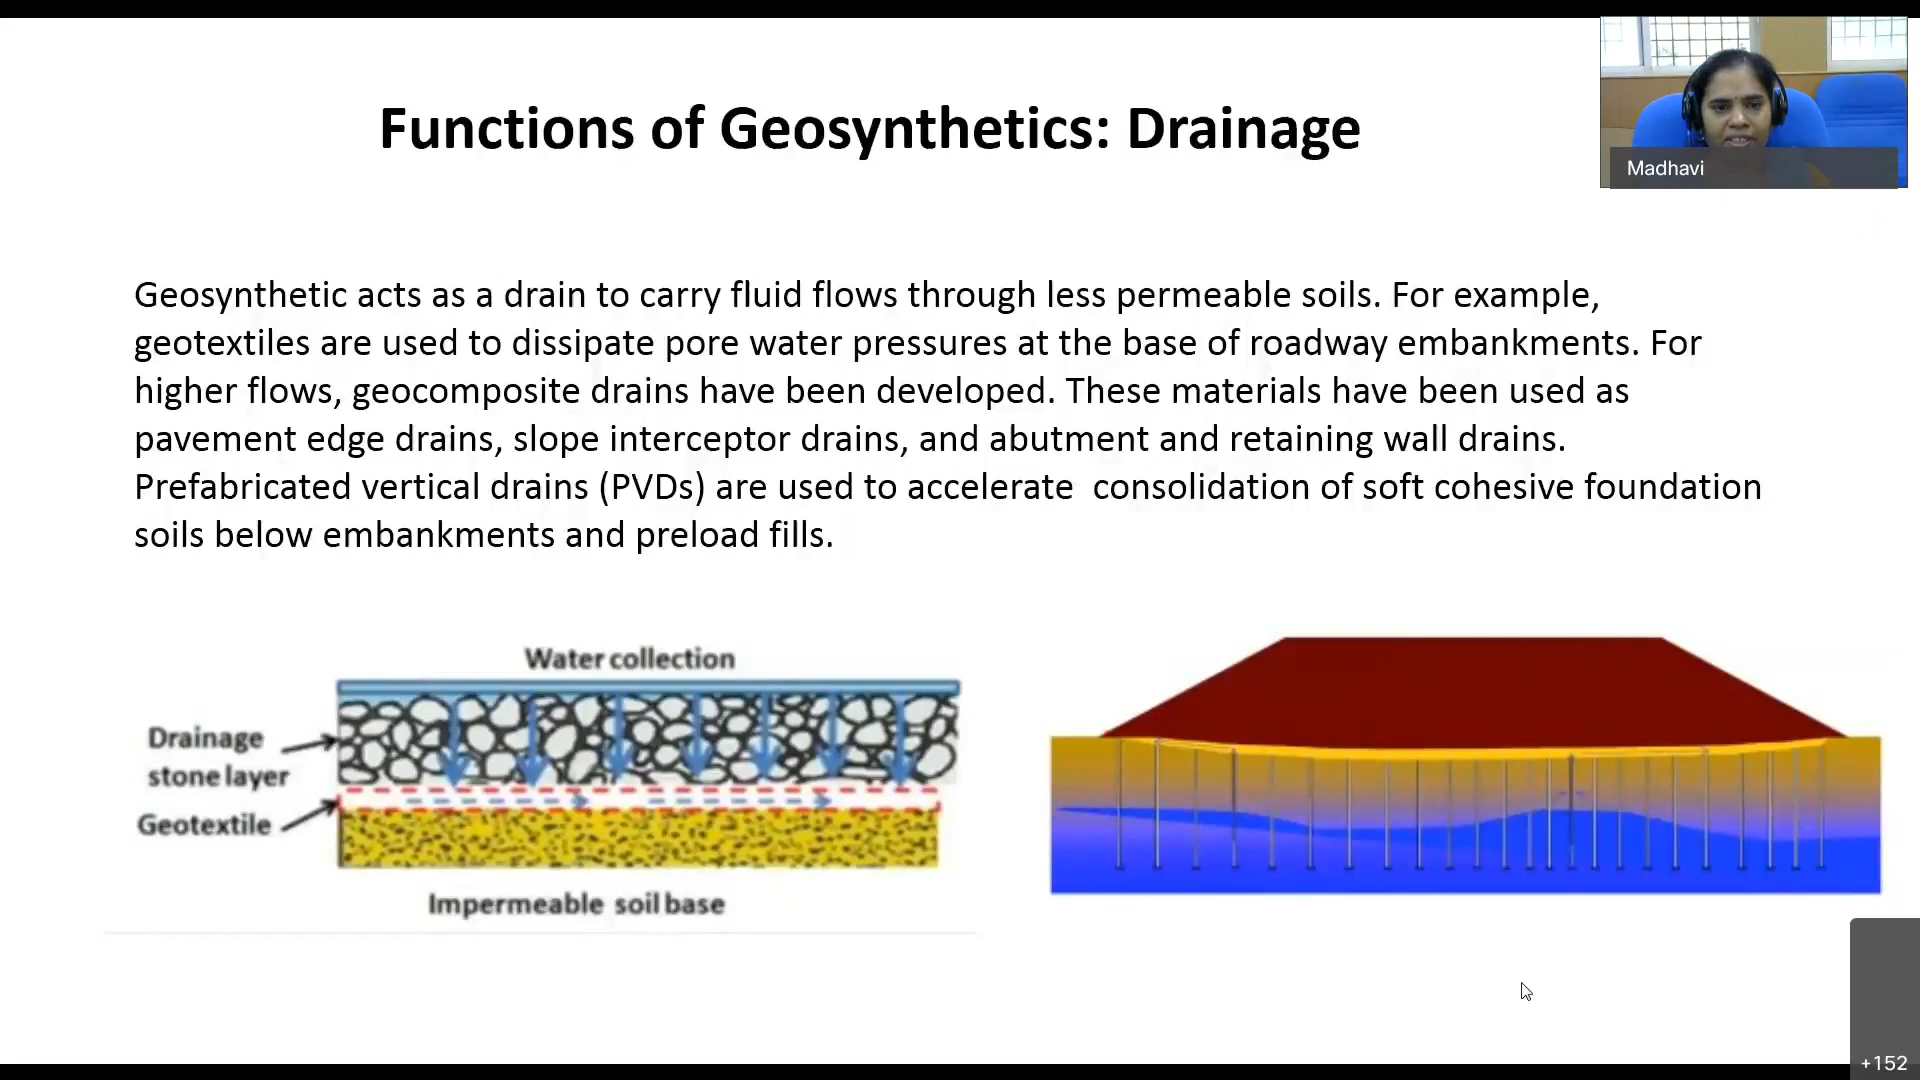 Functions of Geosynthetics: Drainage
Madhavi
Geosynthetic acts as a drain to carry fluid flows through less permeable soils. For example,
geotextiles are used to dissipate pore water pressures at the base of roadway embankments. For
higher flows, geocomposite drains have been developed. These materials have been used as
pavement edge drains, slope interceptor drains, and abutment and retaining wall drains.
Prefabricated vertical drains (PVDs) are used to accelerate  consolidation of soft cohesive foundation
soils below embankments and preload fills.
Water collection
Drainage
stone layer
Geotextile
Impermeable soil base
+152